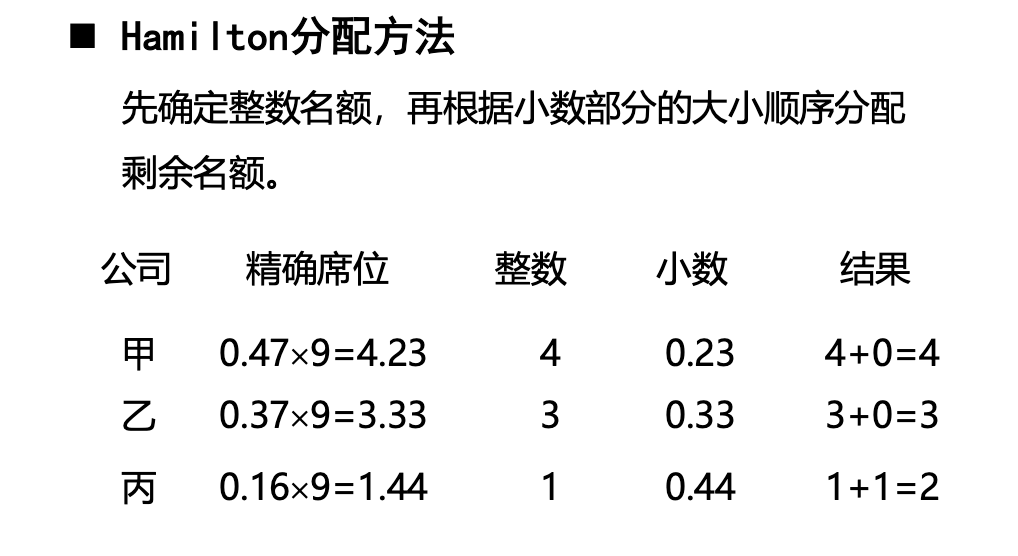 ■ Hamilton分配方法
先确定整数名额，再根据小数部分的大小顺序分配
剩余名额。
公司 精确席位 整数 小数 结果
甲 0.47×9=4.23 4 0.23 4+0=4
乙 0.37×9=3.33 3 0.33 3+0=3
丙 0.16×9=1.44 1 0.44 1+1=2